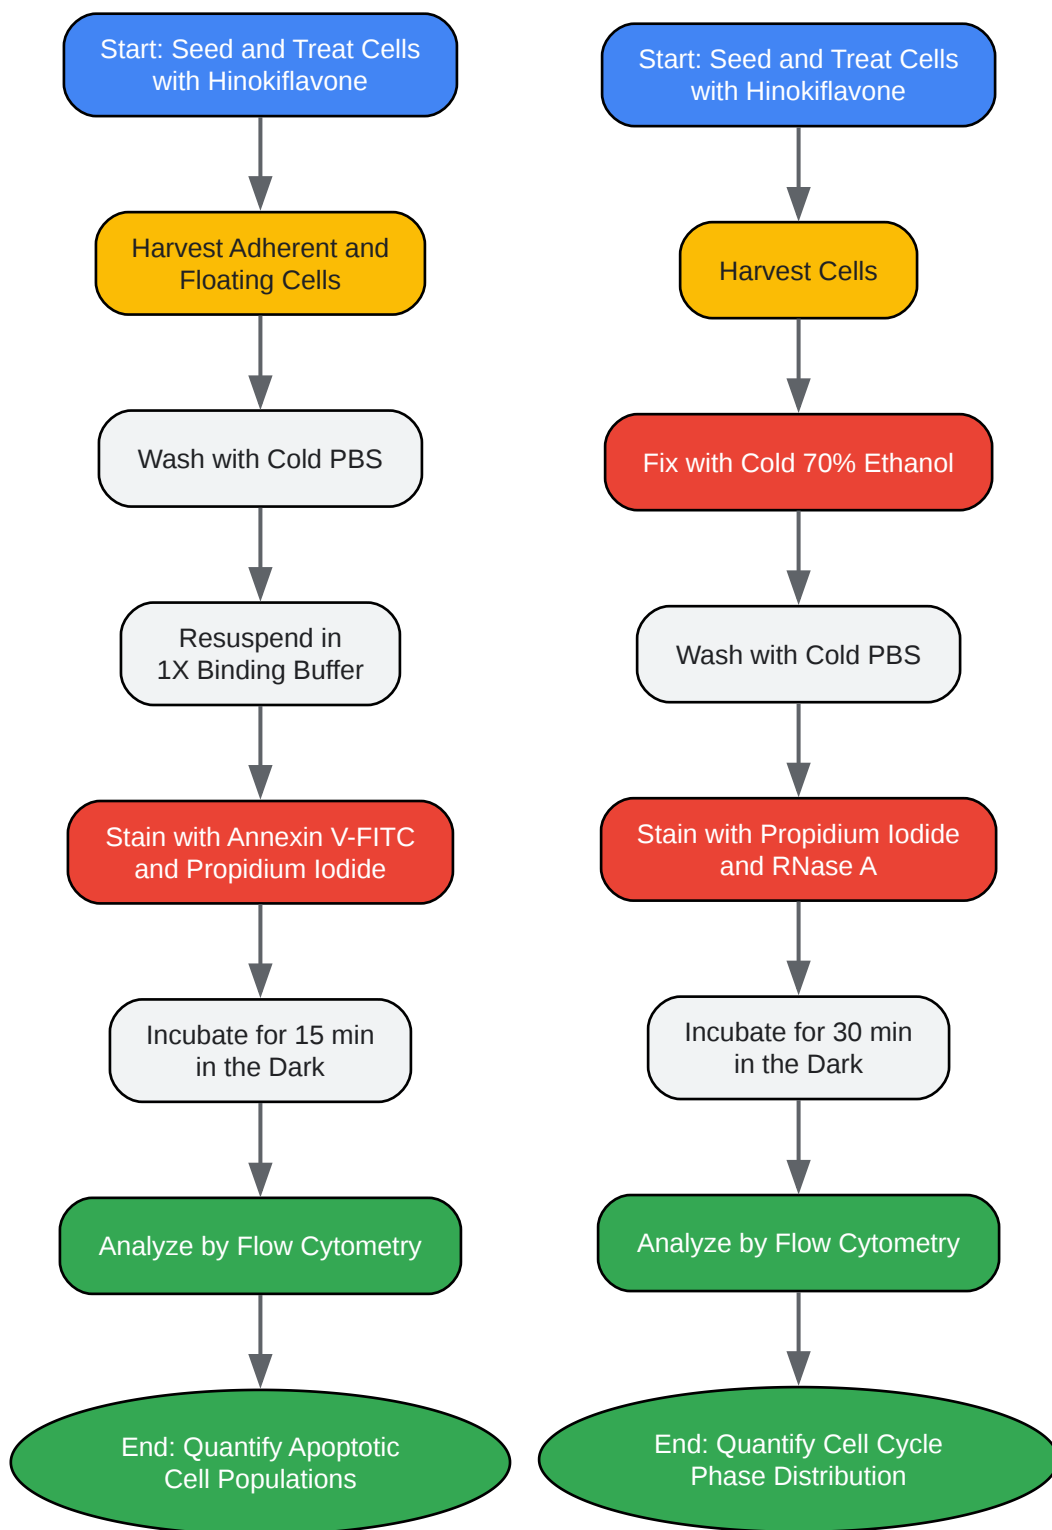 Start: Seed and Treat Cells
with Hinokiflavone
Harvest Adherent and
Floating Cells
Wash with Cold PBS
Resuspend in
1X Binding Buffer
Stain with Annexin V-FITC
and Propidium Iodide
Incubate for 15 min
in the Dark
Analyze by Flow Cytometry
End: Quantify Apoptotic
Cell Populations
Start: Seed and Treat Cells
with Hinokiflavone
Harvest Cells
Fix with Cold 70% Ethanol
Wash with Cold PBS
Stain with Propidium Iodide
and RNase A
Incubate for 30 min
in the Dark
Analyze by Flow Cytometry
End: Quantify Cell Cycle
Phase Distribution